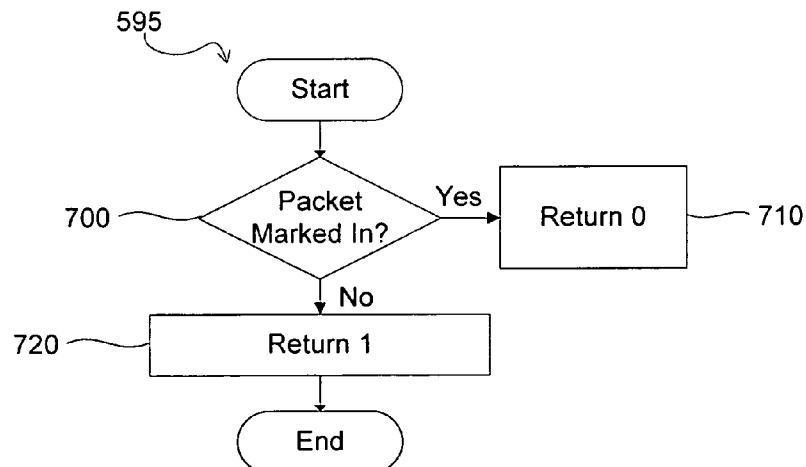 595
Start
700
Packet
Marked In?
Yes
Return 0
710
No
720
Return 1
End